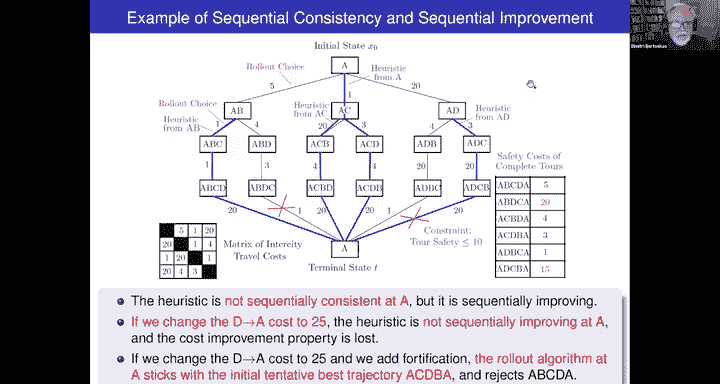 Example of Sequential Consistency and Sequential Improvement
Initial State x0
A
Rollout Choice
Heuristic
from A
5
1
20
Rollout Choice
AB
Heuristic
from AC
AC
AD
Heuristic
from AD
Heuristic
from AB
1
4
20
3
4
3
ABC
ABD
ACB
ACD
ADB
ADC
Safety Costs of
Complete Tours
1
1
4
4
20
20
ABCD
ABDC
ACBD
ACDB
ADBC
ADCB
ABCDA 5
ABDCA 20
ACBDA 4
ACDBA 3
ADBCA 1
ADCBA 15
20
1
20
20
1
20
5 1 20
20 1 4
1 20 1
20 4 3
Matrix of Intercity
Travel Costs
A
Constraint:
Tour Safety ≤ 10
Terminal State t
The heuristic is not sequentially consistent at A, but it is sequentially improving.
If we change the D→A cost to 25, the heuristic is not sequentially improving at A,
and the cost improvement property is lost.
If we change the D→A cost to 25 and we add fortification, the rollout algorithm at
A sticks with the initial tentative best trajectory ACDBA, and rejects ABCDA.